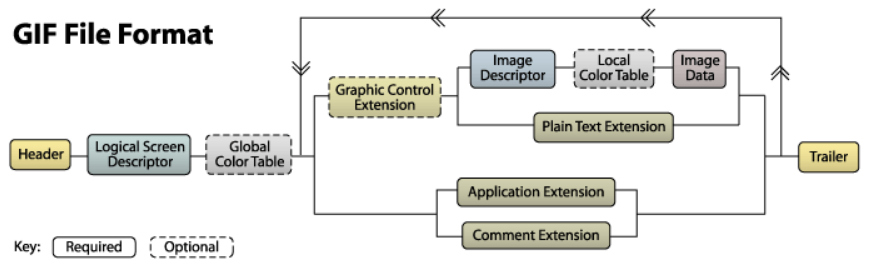 GIF File Format
Image
Descriptor
Local
Color Table
Image
Data
Graphic Control
Extension
Plain Text Extension
Header
Logical Screen
Descriptor
Global
Color Table
Trailer
Application Extension
Comment Extension
Key: Required Optional